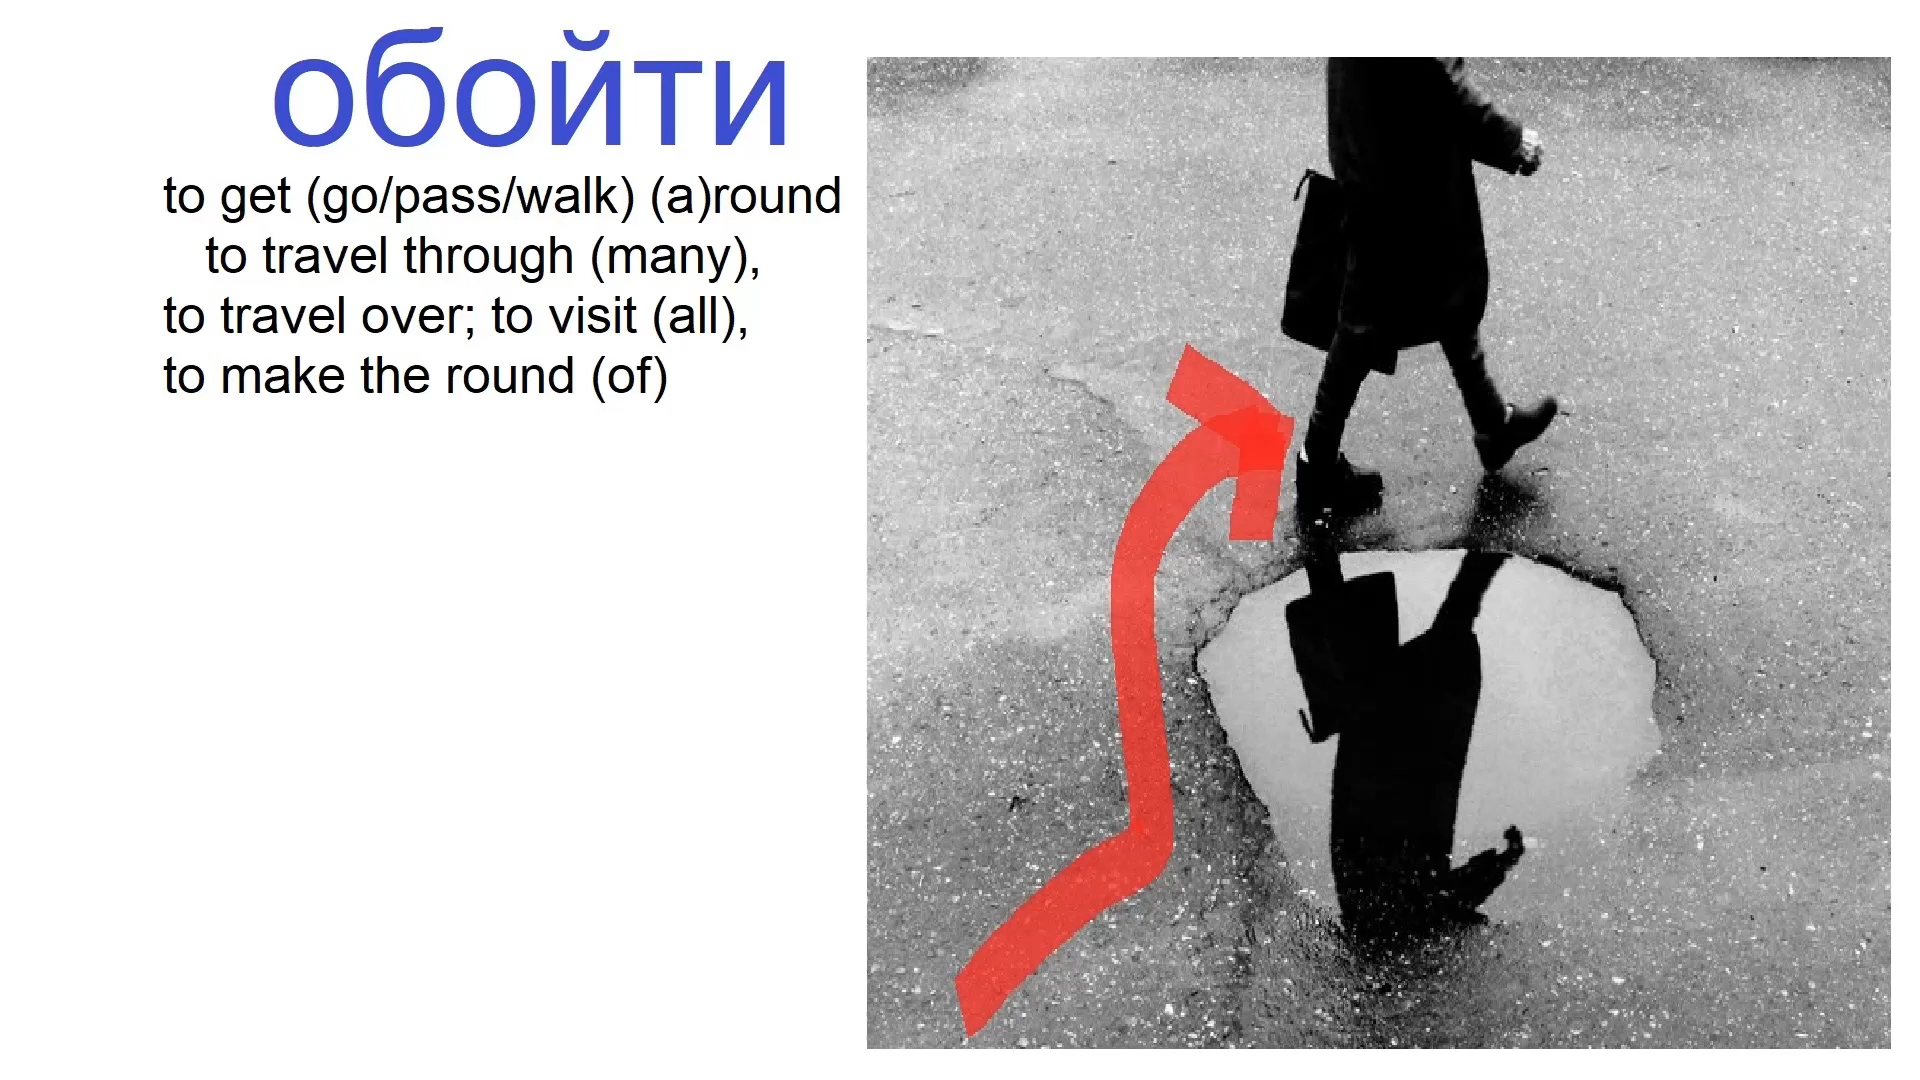 обойти
to get (go/pass/walk) (a)round
to travel through (many),
to travel over; to visit (all),
to make the round (of)